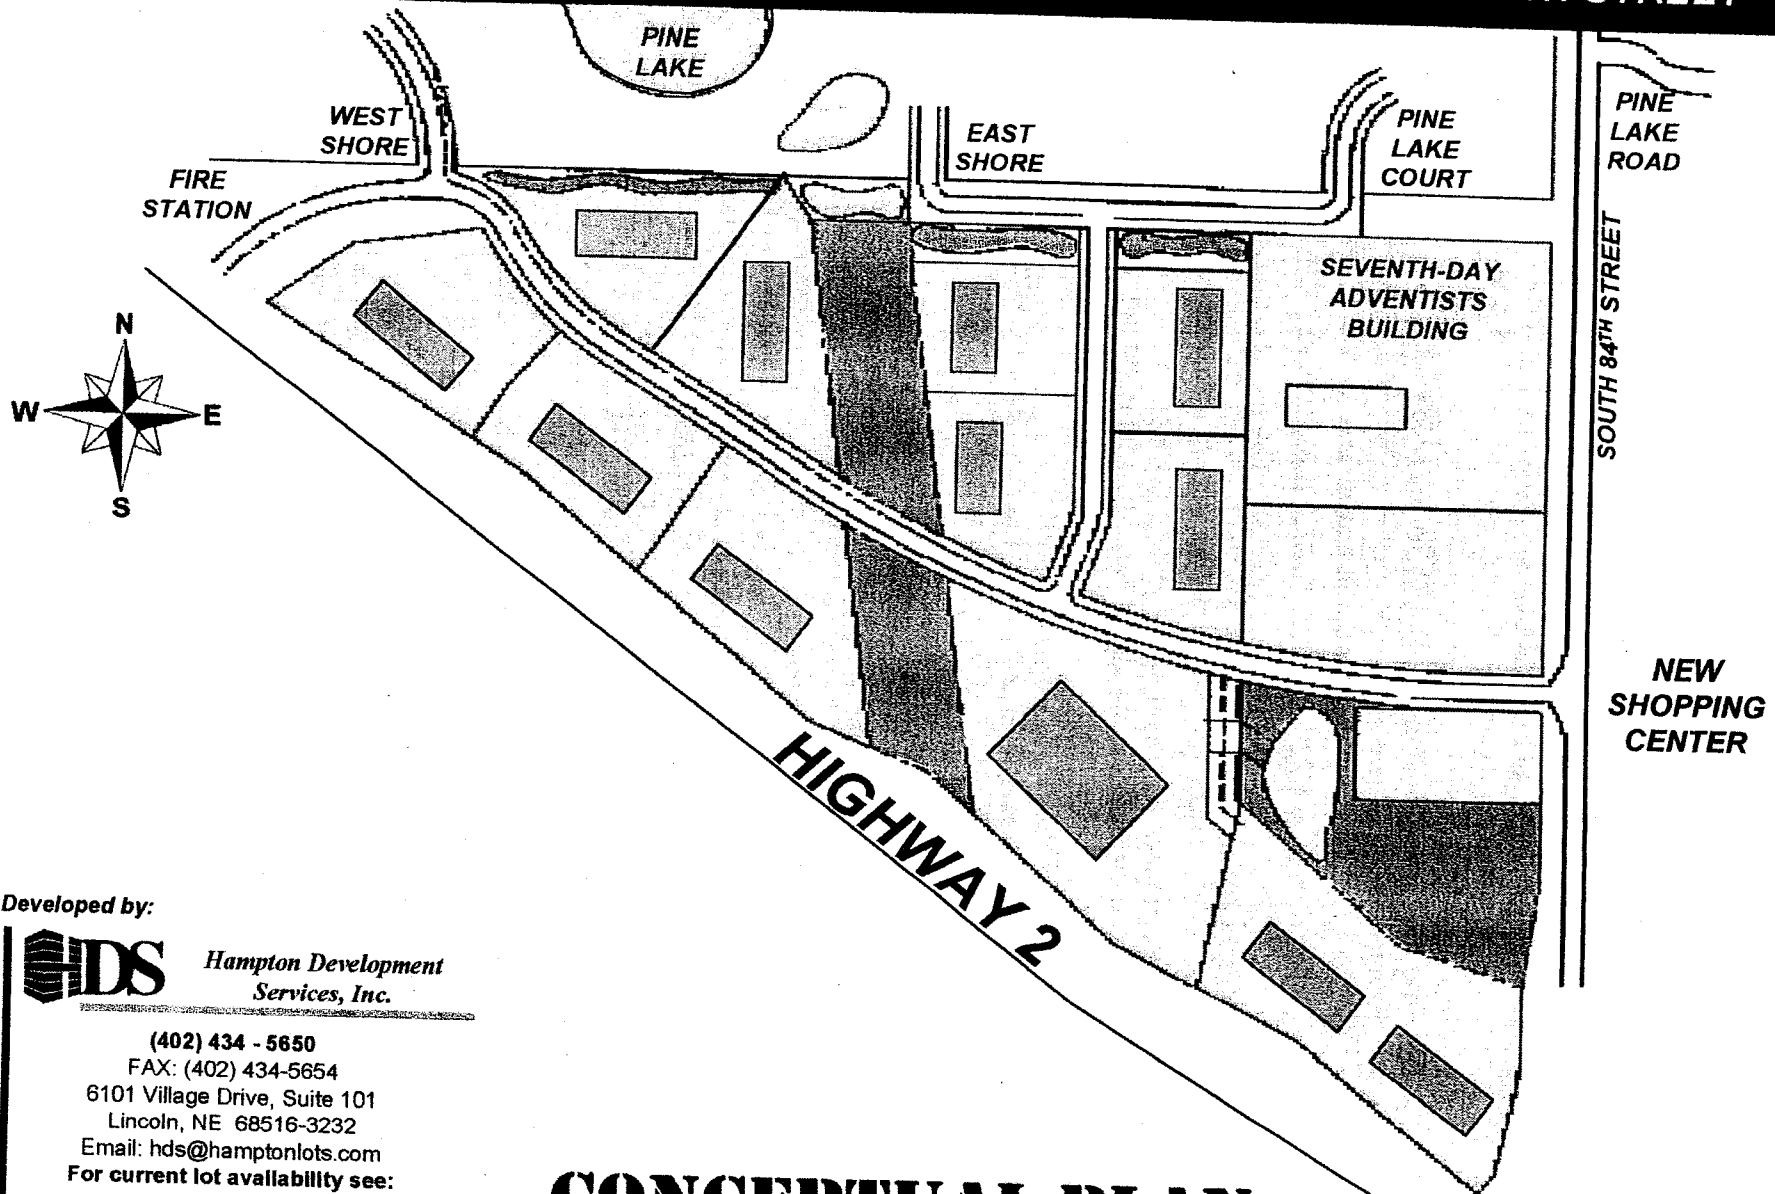 STREET
PINE
LAKE
WEST
SHORE
EAST
SHORE
PINE
LAKE
COURT
PINE
LAKE
ROAD
FIRE
STATION
SEVENTH-DAY
ADVENTISTS
BUILDING
SOUTH 84TH STREET
N
W
E
S
NEW
SHOPPING
CENTER
HIGHWAY 2
Developed by:
HDS
Hampton Development
Services, Inc.
(402) 434 - 5650
FAX: (402) 434-5654
6101 Village Drive, Suite 101
Lincoln, NE 68516-3232
Email: hds@hamptonlots.com
For current lot availability see:
CONCEPTUAL PLAN